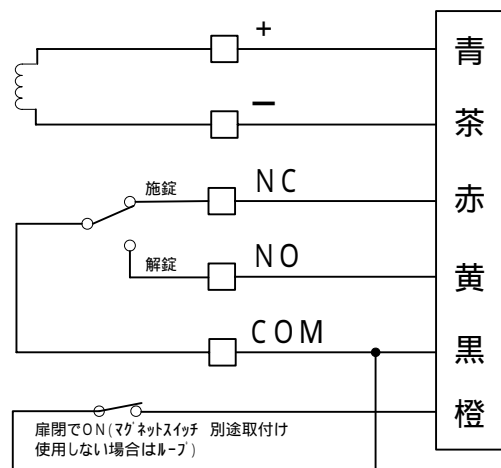 +
青
−
茶
施錠
NC
赤
解錠
NO
黄
COM
黒
橙
扉閉でON(マグネットスイッチ 別途取付け
使用しない場合はループ)